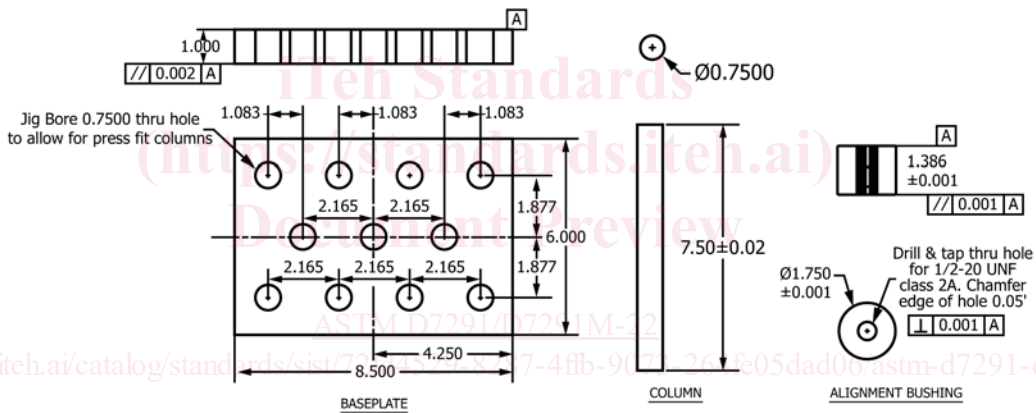 A
1.000
// 0.002 A
iTeh Standards
Ø0.7500
Jig Bore 0.7500 thru hole
to allow for press fit columns
1.083
1.083
1.083
(https://standards.iteh.ai)
A
1.386
±0.001
// 0.001 A
2.165
2.165
1.877
6.000
Document Preview
7.50±0.02
1.877
2.165
2.165
2.165
Drill & tap thru hole
for 1/2-20 UNF
class 2A. Chamfer
edge of hole 0.05'
Ø1.750
±0.001
⊥ 0.001 A
ASTM D7291/D7291M-22
4.250
8.500
BASEPLATE
COLUMN
ALIGNMENT BUSHING